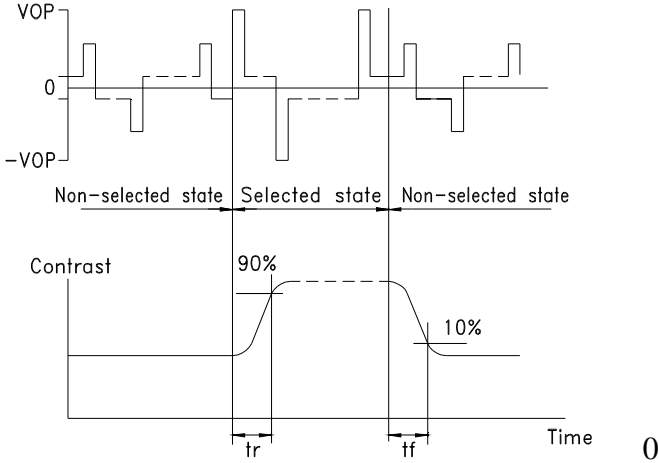 VOP
0
-VOP
Non-selected state
Selected state
Non-selected state
Contrast
90%
10%
tr
tf
Time
0